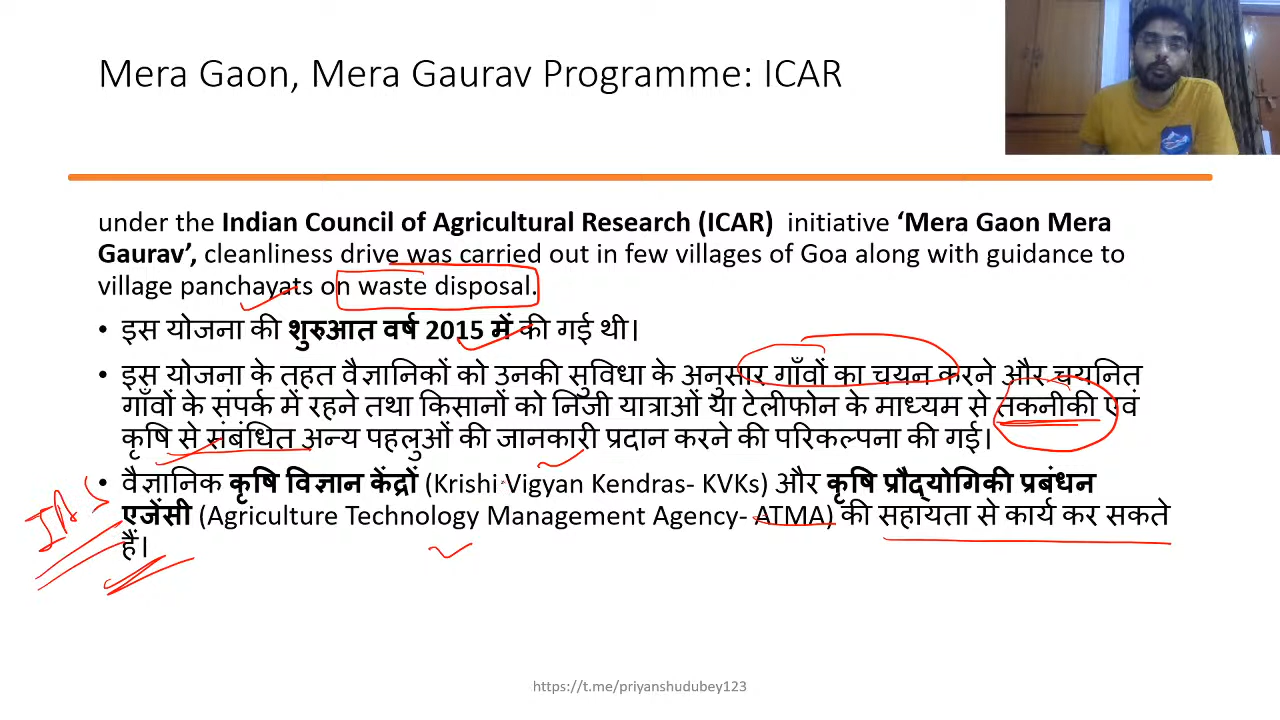 Mera Gaon, Mera Gaurav Programme: ICAR
under the Indian Council of Agricultural Research (ICAR) initiative ‘Mera Gaon Mera
Gaurav’, cleanliness drive was carried out in few villages of Goa along with guidance to
village panchayats on waste disposal.
• इस योजना की शुरुआत वर्ष 2015 में की गई थी।
• इस योजना के तहत वैज्ञानिकों को उनकी सुविधा के अनुसार गाँवों का चयन करने और चयनित
गाँवों के संपर्क में रहने तथा किसानों को निजी यात्राओं या टेलीफोन के माध्यम से तकनीकी एवं
कृषि से संबंधित अन्य पहलुओं की जानकारी प्रदान करने की परिकल्पना की गई।
• वैज्ञानिक कृषि विज्ञान केंद्रों (Krishi Vigyan Kendras- KVKs) और कृषि प्रौद्योगिकी प्रबंधन
एजेंसी (Agriculture Technology Management Agency- ATMA) की सहायता से कार्य कर सकते
हैं।
IAS
https://t.me/priyanshudubey123